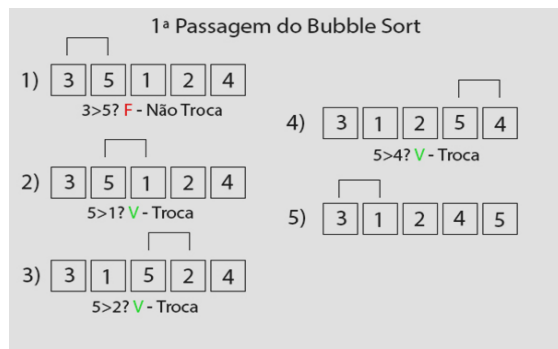 1ª Passagem do Bubble Sort
1) 3 5 1 2 4
3>5? F - Não Troca
2) 3 5 1 2 4
5>1? V - Troca
3) 3 1 5 2 4
5>2? V - Troca
4) 3 1 2 5 4
5>4? V - Troca
5) 3 1 2 4 5